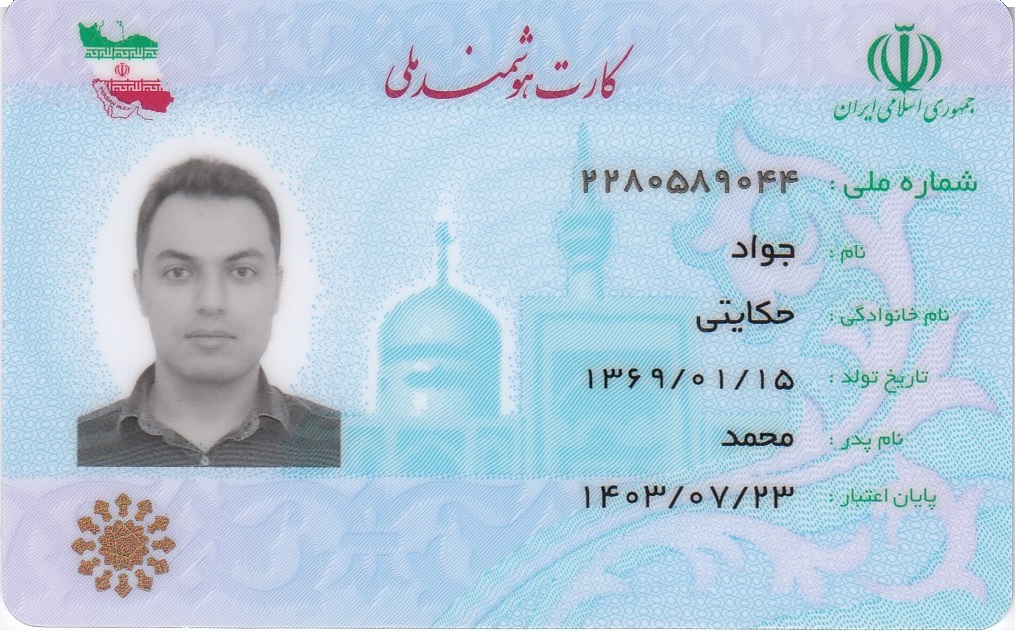 کارت هوشمند ملی
جمهوری اسلامی ایران
شماره ملی : ۲۲۸۰۵۸۹۰۴۴
نام : جواد
نام خانوادگی : حکایتی
تاریخ تولد : ۱۳۶۹/۰۱/۱۵
نام پدر : محمد
پایان اعتبار : ۱۴۰۳/۰۷/۲۳